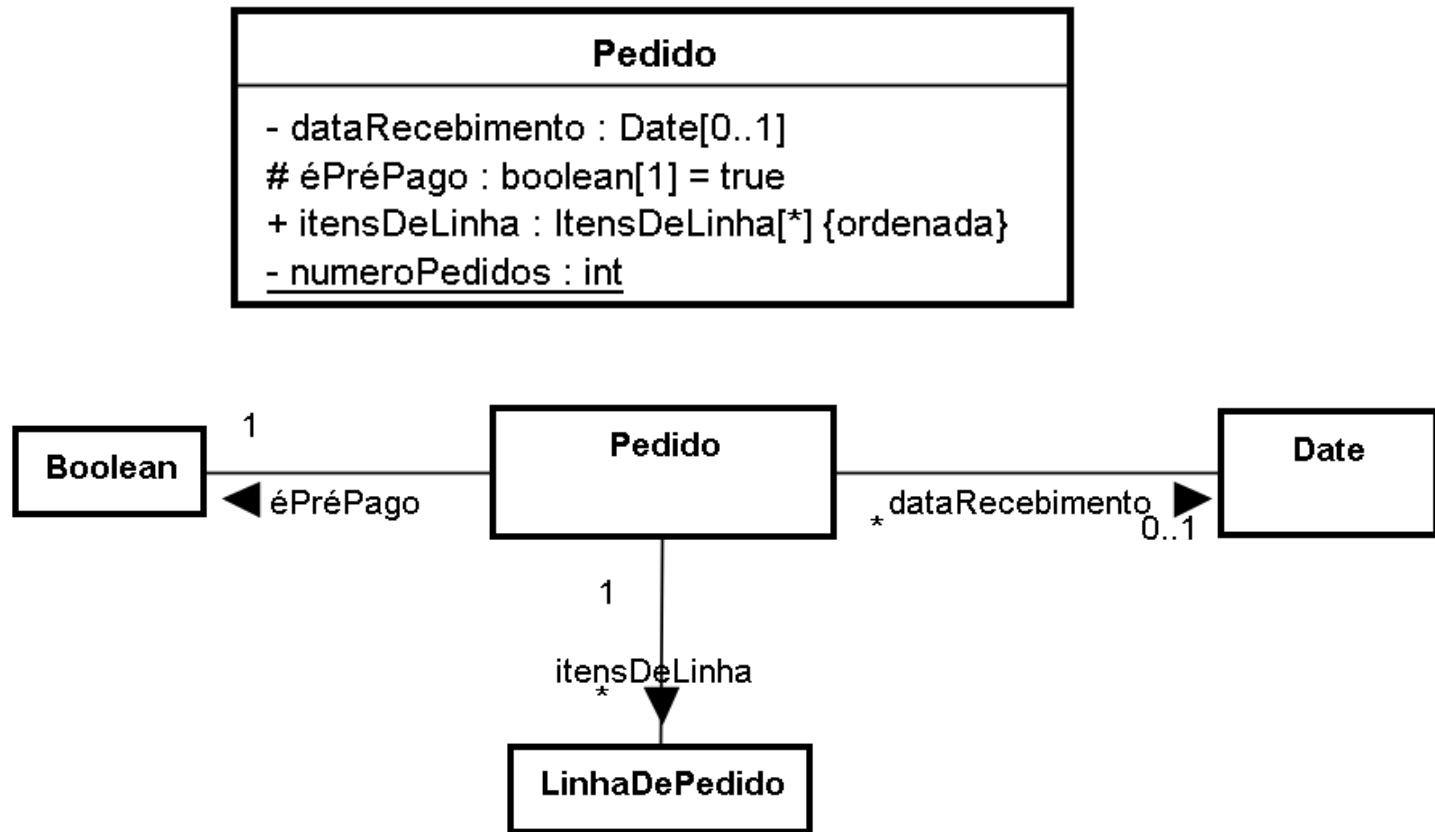 Pedido
- dataRecebimento : Date[0..1]
# éPréPago : boolean[1] = true
+ itensDeLinha : ItensDeLinha[*] {ordenada}
- numeroPedidos : int
1
Boolean
Pedido
Date
éPréPago
dataRecebimento
*
0..1
1
itensDeLinha
*
LinhaDePedido